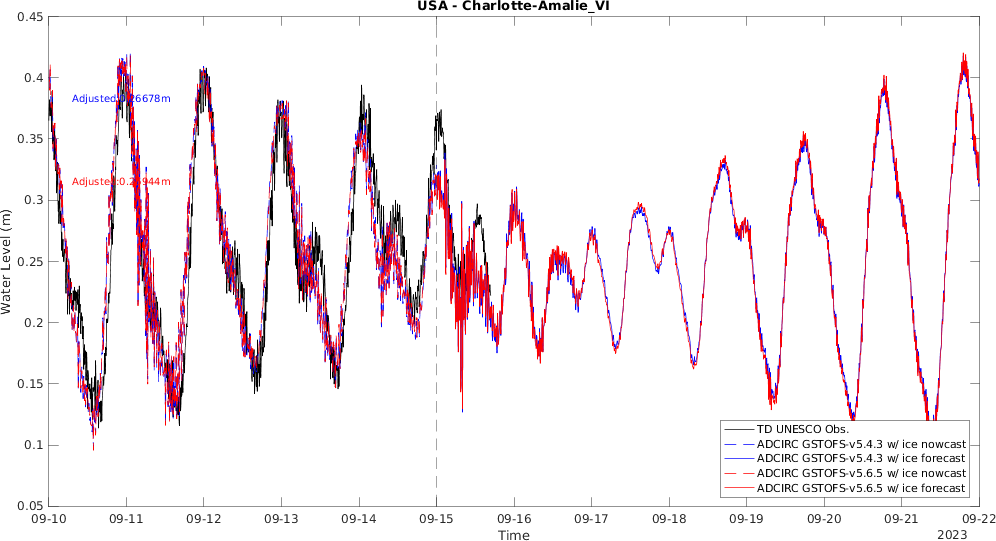 USA - Charlotte-Amalie_VI
0.45
0.4
0.35
0.3
0.25
0.2
0.15
0.1
0.05
Water Level (m)
Adjusted:0.26678m
TD UNESCO Obs.
ADCIRC GSTOFS-v5.4.3 w/ ice nowcast
ADCIRC GSTOFS-v5.4.3 w/ ice forecast
ADCIRC GSTOFS-v5.6.5 w/ ice nowcast
ADCIRC GSTOFS-v5.6.5 w/ ice forecast
09-10 09-11 09-12 09-13 09-14 09-15 09-16 09-17 09-18 09-19 09-20 09-21 09-22
Time
2023